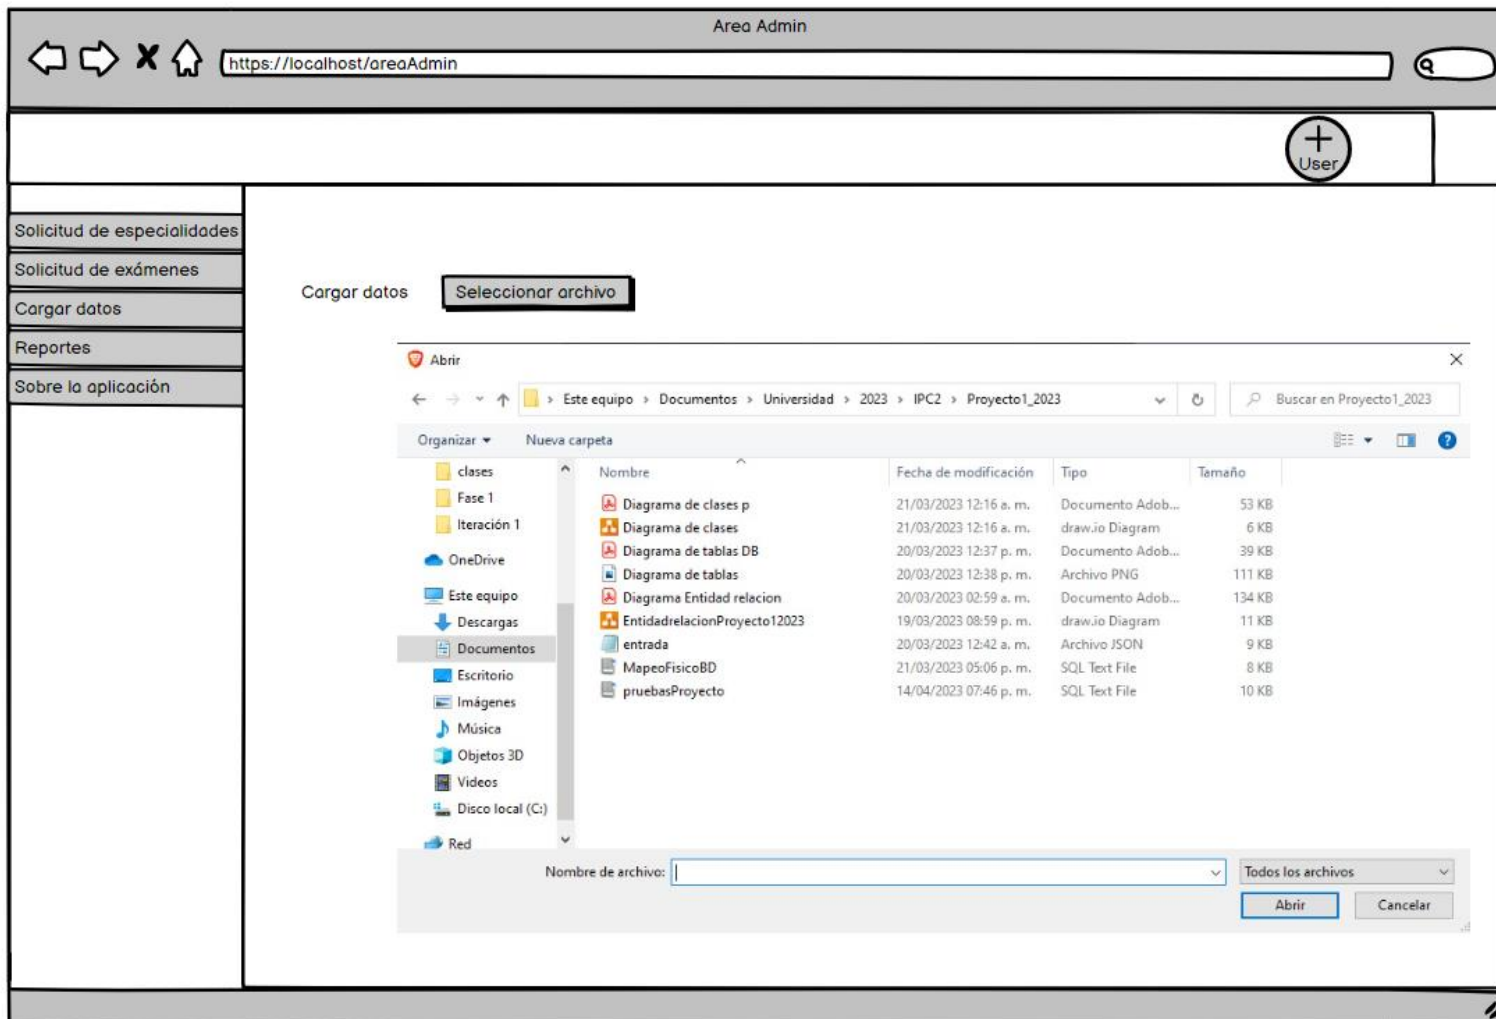 Area Admin
https://localhost/areaAdmin
User
Solicitud de especialidades
Solicitud de exámenes
Cargar datos
Reportes
Sobre la aplicación
Cargar datos Seleccionar archivo
Abrir
Este equipo > Documentos > Universidad > 2023 > IPC2 > Proyecto1_2023 Buscar en Proyecto1_2023
Organizar Nueva carpeta
clases
Fase 1
Iteración 1
OneDrive
Este equipo
Descargas
Documentos
Escritorio
Imágenes
Música
Objetos 3D
Videos
Disco local (C:)
Red
Nombre Fecha de modificación Tipo Tamaño
Diagrama de clases p 21/03/2023 12:16 a. m. Documento Adob... 53 KB
Diagrama de clases 21/03/2023 12:16 a. m. draw.io Diagram 6 KB
Diagrama de tablas DB 20/03/2023 12:37 p. m. Documento Adob... 39 KB
Diagrama de tablas 20/03/2023 12:38 p. m. Archivo PNG 111 KB
Diagrama Entidad relacion 20/03/2023 02:59 a. m. Documento Adob... 134 KB
EntidadrelacionProyecto12023 19/03/2023 08:59 p. m. draw.io Diagram 11 KB
entrada 20/03/2023 12:42 a. m. Archivo JSON 9 KB
MapeoFisicoBD 21/03/2023 05:06 p. m. SQL Text File 8 KB
pruebasProyecto 14/04/2023 07:46 p. m. SQL Text File 10 KB
Nombre de archivo: Todos los archivos
Abrir Cancelar